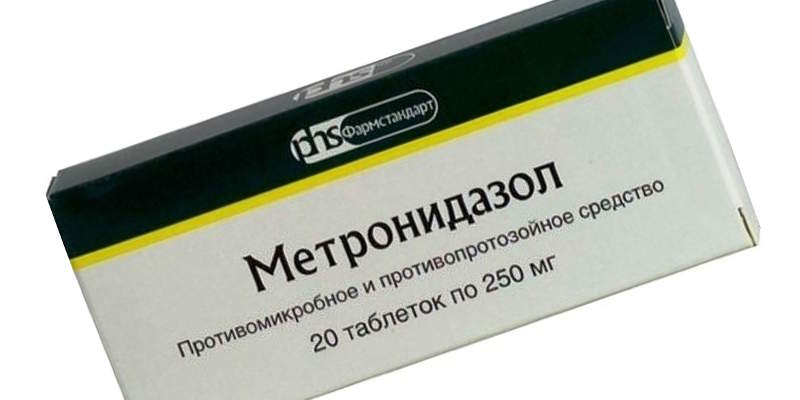 phs Фармстандарт
Метронидазол
Противомикробное и противопротозойное средство
20 таблеток по 250 мг